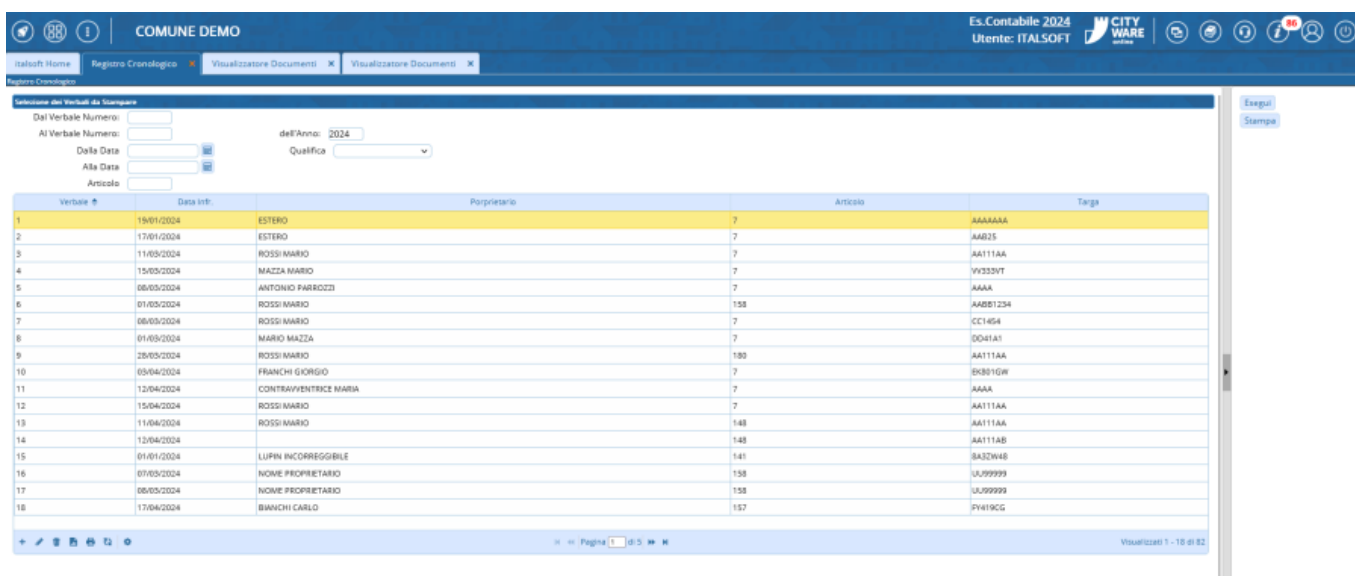 COMUNE DEMO
Es.Contabile 2024
Utente: ITALSOFT
CITY
WARE
online
86
italsoft Home
Registro Cronologico
Visualizzatore Documenti
Visualizzatore Documenti
Registro Cronologico
Selezione dei Verbali da Stampare
Esegui
Stampa
Dal Verbale Numero:
Al Verbale Numero: dell'Anno: 2024
Dalla Data Qualifica
Alla Data
Articolo
Verbale Data Infr. Porprietario Articolo Targa
1 19/01/2024 ESTERO 7 AAAAAAA
2 17/01/2024 ESTERO 7 AAB25
3 11/03/2024 ROSSI MARIO 7 AA111AA
4 15/03/2024 MAZZA MARIO 7 VV333VT
5 08/03/2024 ANTONIO PARROZZI 7 AAAA
6 01/03/2024 ROSSI MARIO 158 AABB1234
7 08/03/2024 ROSSI MARIO 7 CC1454
8 01/03/2024 MARIO MAZZA 7 DD41A1
9 28/03/2024 ROSSI MARIO 180 AA111AA
10 03/04/2024 FRANCHI GIORGIO 7 EK801GW
11 12/04/2024 CONTRAVVENTRICE MARIA 7 AAAA
12 15/04/2024 ROSSI MARIO 7 AA111AA
13 11/04/2024 ROSSI MARIO 148 AA111AA
14 12/04/2024 148 AA111AB
15 01/01/2024 LUPIN INCORREGGIBILE 141 8A3ZW48
16 07/03/2024 NOME PROPRIETARIO 158 UU99999
17 08/03/2024 NOME PROPRIETARIO 158 UU99999
18 17/04/2024 BIANCHI CARLO 157 PY419CG
Pagina 1 di 5
Visualizzati 1 - 18 di 82